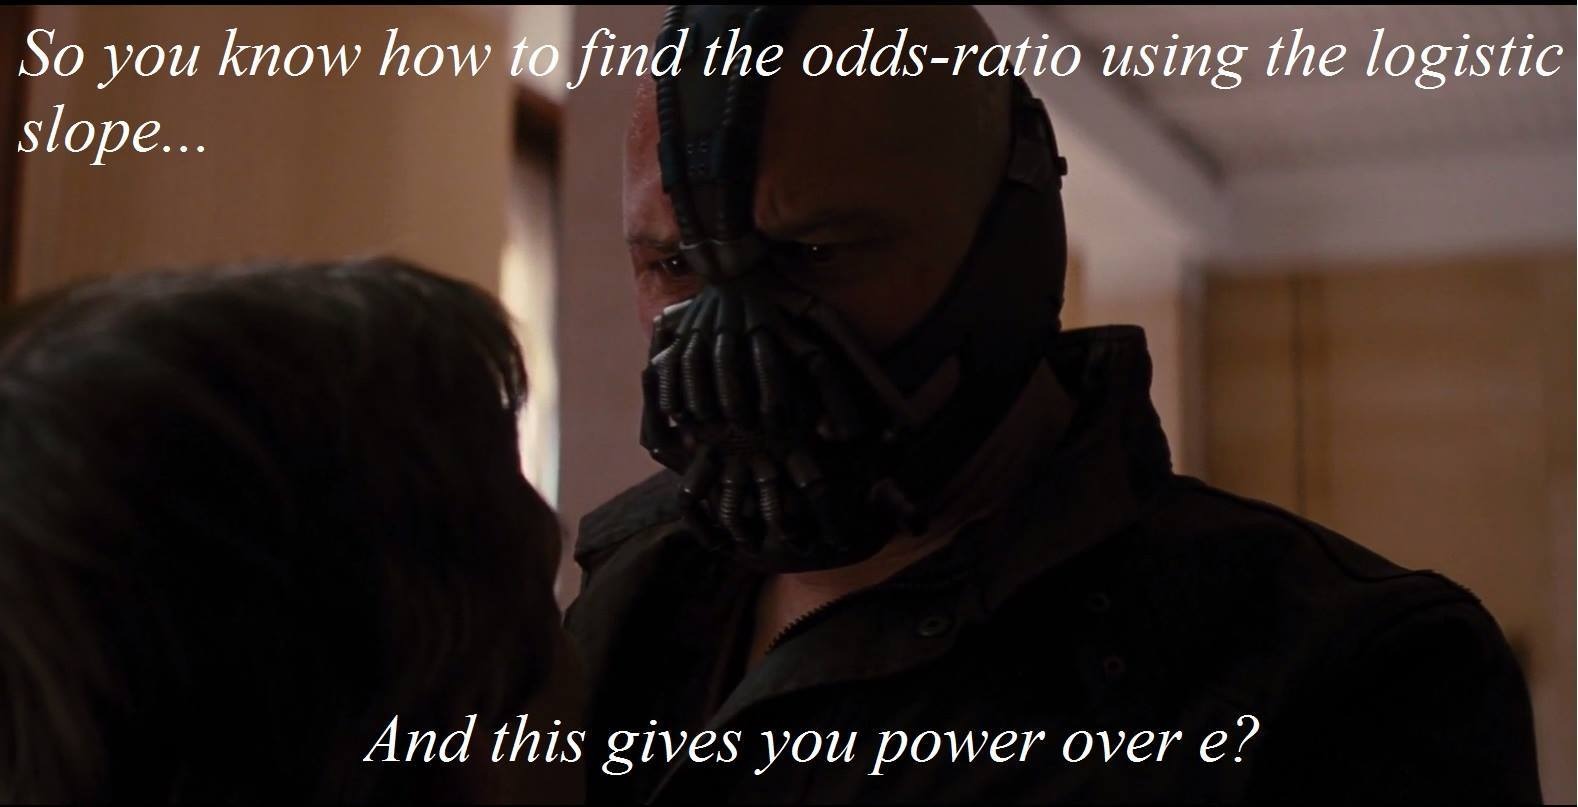 So you know how to find the odds-ratio using the logistic
slope...
And this gives you power over e?